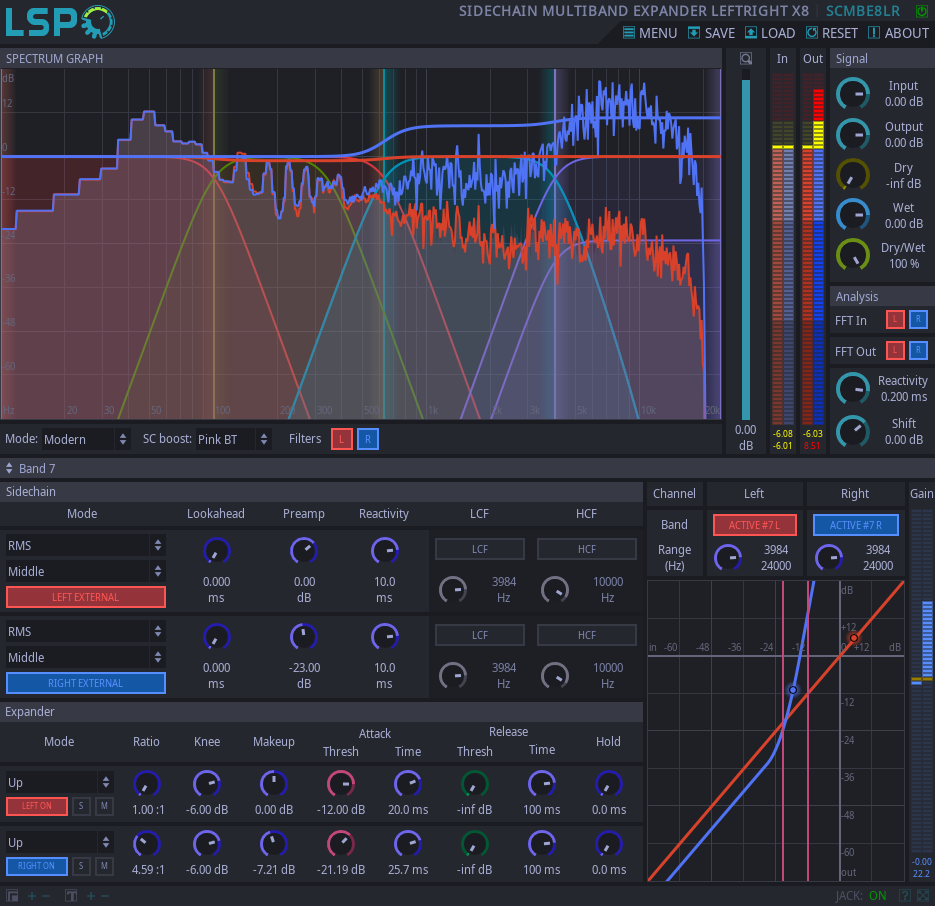 LSP
SIDECHAIN MULTIBAND EXPANDER LEFTRIGHT X8 SCMBE8LR
MENU SAVE LOAD RESET ABOUT
SPECTRUM GRAPH
In Out
Signal
dB
12
0
-12
-24
-36
-48
-60
Hz 20 30 50 100 200 300 500 1k 2k 3k 5k 10k 20k
0.00
dB
-6.08 -6.03
-6.01 8.51
Input
0.00 dB
Output
0.00 dB
Dry
-inf dB
Wet
0.00 dB
Dry/Wet
100 %
Analysis
FFT In L R
FFT Out L R
Reactivity
0.200 ms
Shift
0.00 dB
Mode: Modern SC boost: Pink BT Filters L R
Band 7
Sidechain
Mode Lookahead Preamp Reactivity LCF HCF
RMS
Middle
LEFT EXTERNAL
0.000 0.00 10.0
ms dB ms
LCF HCF
3984 10000
Hz Hz
RMS
Middle
RIGHT EXTERNAL
0.000 -23.00 10.0
ms dB ms
LCF HCF
3984 10000
Hz Hz
Channel Left Right Gain
Band ACTIVE #7 L ACTIVE #7 R
Range 3984 3984
(Hz) 24000 24000
dB
+12
in -60 -48 -36 -24 -12 0 +12 dB
-12
-24
-36
-48
-60
out
-0.00
22.2
Expander
Mode Ratio Knee Makeup Attack Release Hold
Thresh Time Thresh Time
Up
LEFT ON S M
1.00 :1 -6.00 dB 0.00 dB -12.00 dB 20.0 ms -inf dB 100 ms 0.0 ms
Up
RIGHT ON S M
4.59 :1 -6.00 dB -7.21 dB -21.19 dB 25.7 ms -inf dB 100 ms 0.0 ms
JACK: ON